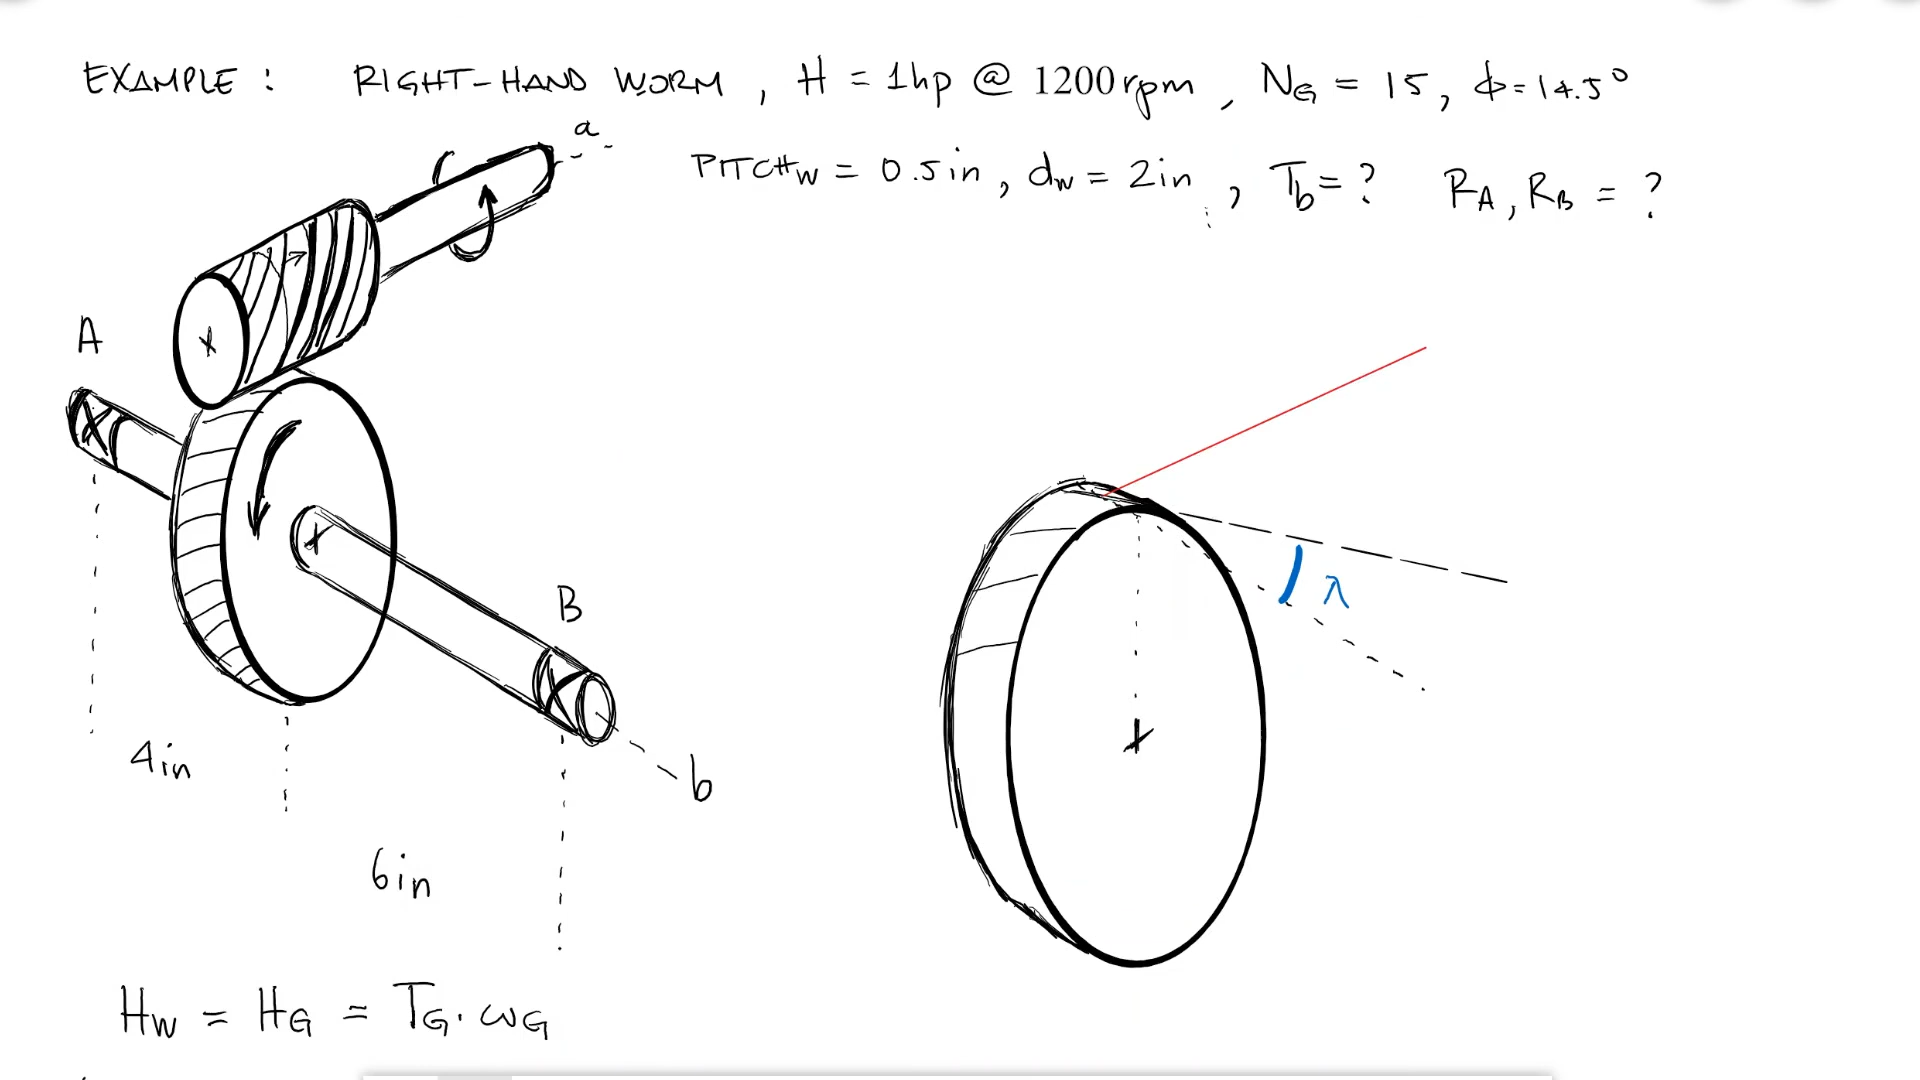 EXAMPLE : RIGHT-HAND WORM , H = 1hp @ 1200rpm , NG = 15, ϕ=14.5°
PITCHW = 0.5in , dW = 2in , Tb = ? RA, RB = ?
a
A
B
λ
b
4in
6in
HW = HG = TG · ωG